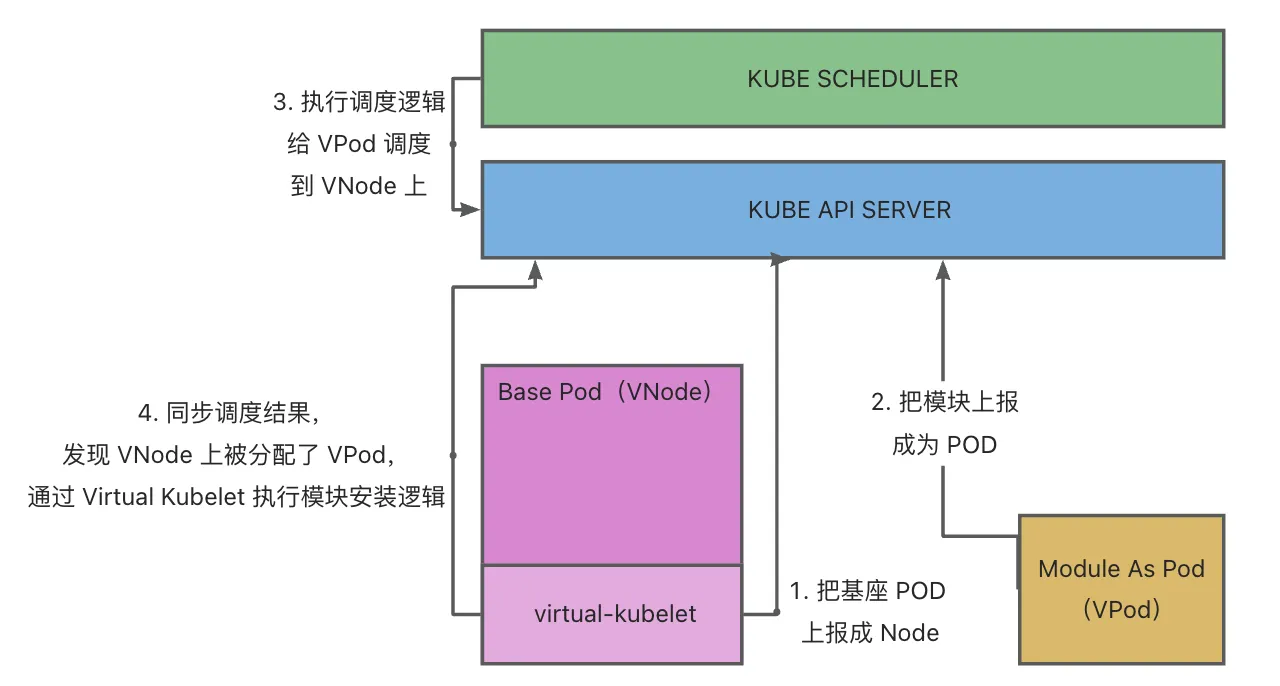 KUBE SCHEDULER
3. 执行调度逻辑
给 VPod 调度
到 VNode 上
KUBE API SERVER
Base Pod（VNode）
2. 把模块上报
成为 POD
4. 同步调度结果，
发现 VNode 上被分配了 VPod，
通过 Virtual Kubelet 执行模块安装逻辑
virtual-kubelet
1. 把基座 POD
上报成 Node
Module As Pod
（VPod）